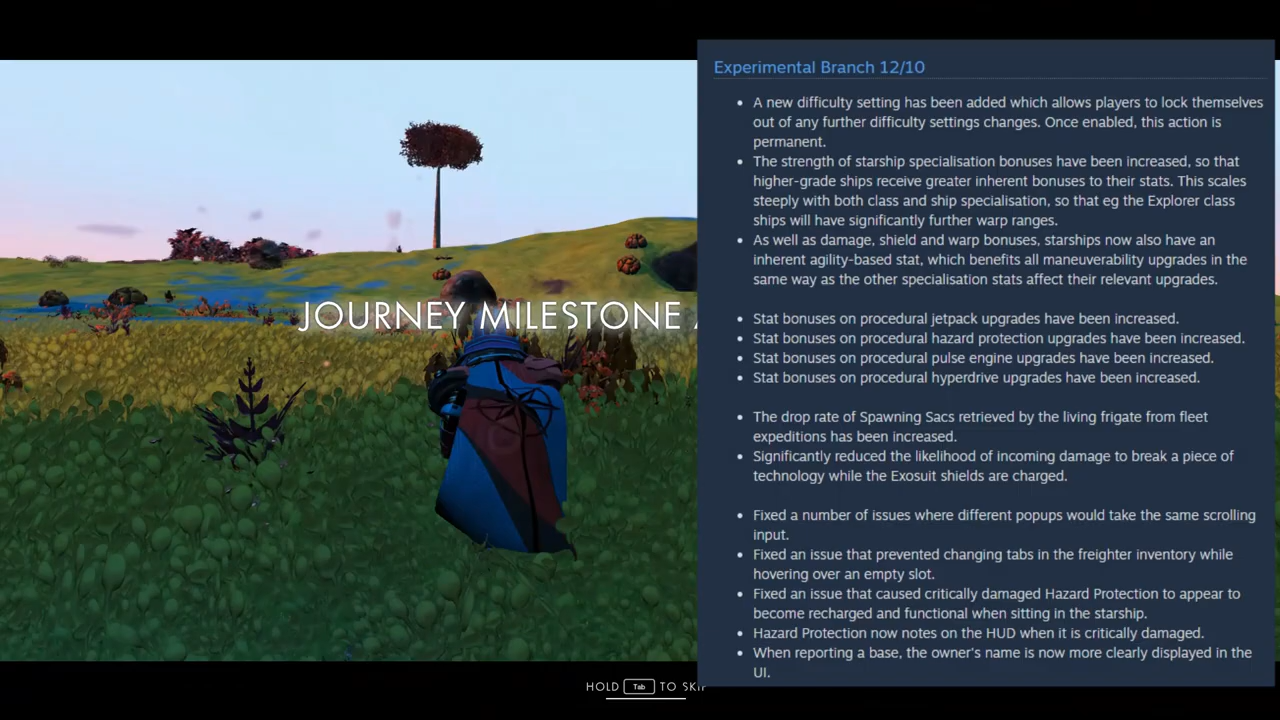 Experimental Branch 12/10
• A new difficulty setting has been added which allows players to lock themselves
out of any further difficulty settings changes. Once enabled, this action is
permanent.
• The strength of starship specialisation bonuses have been increased, so that
higher-grade ships receive greater inherent bonuses to their stats. This scales
steeply with both class and ship specialisation, so that eg the Explorer class
ships will have significantly further warp ranges.
• As well as damage, shield and warp bonuses, starships now also have an
inherent agility-based stat, which benefits all maneuverability upgrades in the
same way as the other specialisation stats affect their relevant upgrades.
• Stat bonuses on procedural jetpack upgrades have been increased.
• Stat bonuses on procedural hazard protection upgrades have been increased.
• Stat bonuses on procedural pulse engine upgrades have been increased.
• Stat bonuses on procedural hyperdrive upgrades have been increased.
• The drop rate of Spawning Sacs retrieved by the living frigate from fleet
expeditions has been increased.
• Significantly reduced the likelihood of incoming damage to break a piece of
technology while the Exosuit shields are charged.
• Fixed a number of issues where different popups would take the same scrolling
input.
• Fixed an issue that prevented changing tabs in the freighter inventory while
hovering over an empty slot.
• Fixed an issue that caused critically damaged Hazard Protection to appear to
become recharged and functional when sitting in the starship.
• Hazard Protection now notes on the HUD when it is critically damaged.
• When reporting a base, the owner's name is now more clearly displayed in the
UI.
JOURNEY MILESTONE
HOLD Tab TO SKIP